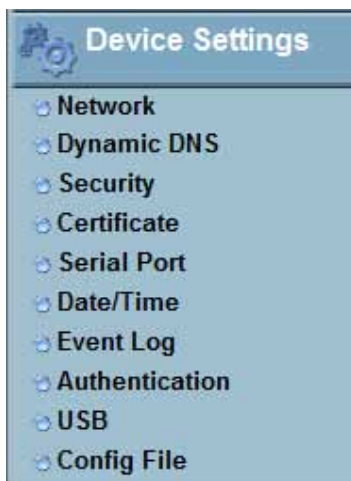 Device Settings
Network
Dynamic DNS
Security
Certificate
Serial Port
Date/Time
Event Log
Authentication
USB
Config File